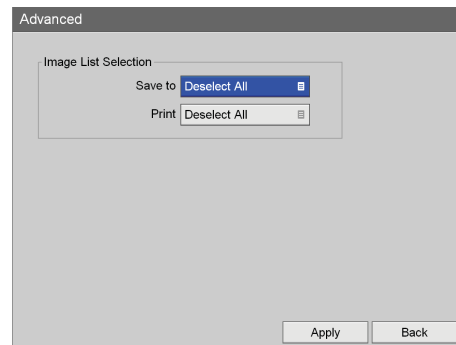 Advanced
Image List Selection
Save to Deselect All
Print Deselect All
Apply Back